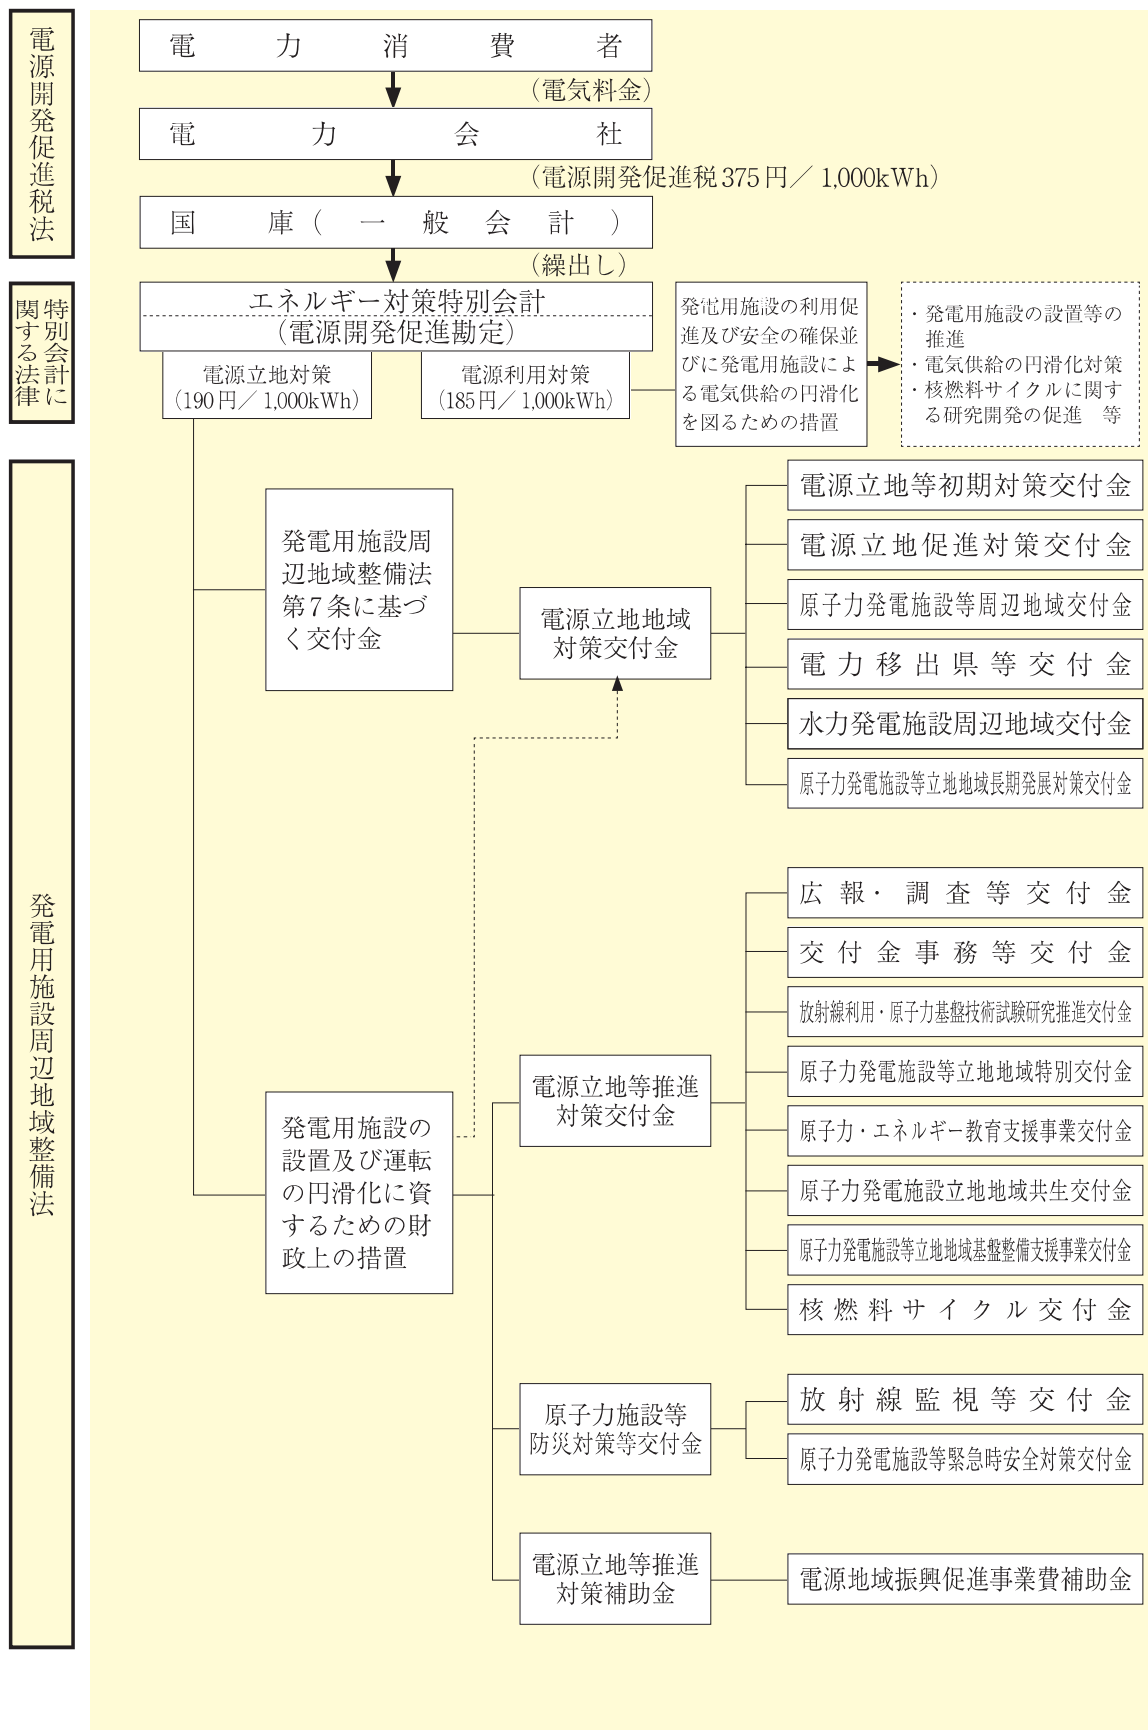 電源開発促進税法
電力消費者
（電気料金）
電力会社
（電源開発促進税375円／1,000kWh）
国庫（一般会計）
（繰出し）
特別会計に
関する法律
エネルギー対策特別会計
（電源開発促進勘定）
電源立地対策
（190円／1,000kWh）
電源利用対策
（185円／1,000kWh）
発電用施設の利用促
進及び安全の確保並
びに発電用施設によ
る電気供給の円滑化
を図るための措置
・発電用施設の設置等の
推進
・電気供給の円滑化対策
・核燃料サイクルに関す
る研究開発の促進　等
発電用施設周辺地域整備法
発電用施設周
辺地域整備法
第７条に基づ
く交付金
電源立地地域
対策交付金
電源立地等初期対策交付金
電源立地促進対策交付金
原子力発電施設等周辺地域交付金
電力移出県等交付金
水力発電施設周辺地域交付金
原子力発電施設等立地地域長期発展対策交付金
発電用施設の
設置及び運転
の円滑化に資
するための財
政上の措置
電源立地等推進
対策交付金
広報・調査等交付金
交付金事務等交付金
放射線利用・原子力基盤技術試験研究推進交付金
原子力発電施設等立地地域特別交付金
原子力・エネルギー教育支援事業交付金
原子力発電施設立地地域共生交付金
原子力発電施設等立地地域基盤整備支援事業交付金
核燃料サイクル交付金
原子力施設等
防災対策等交付金
放射線監視等交付金
原子力発電施設等緊急時安全対策交付金
電源立地等推進
対策補助金
電源地域振興促進事業費補助金